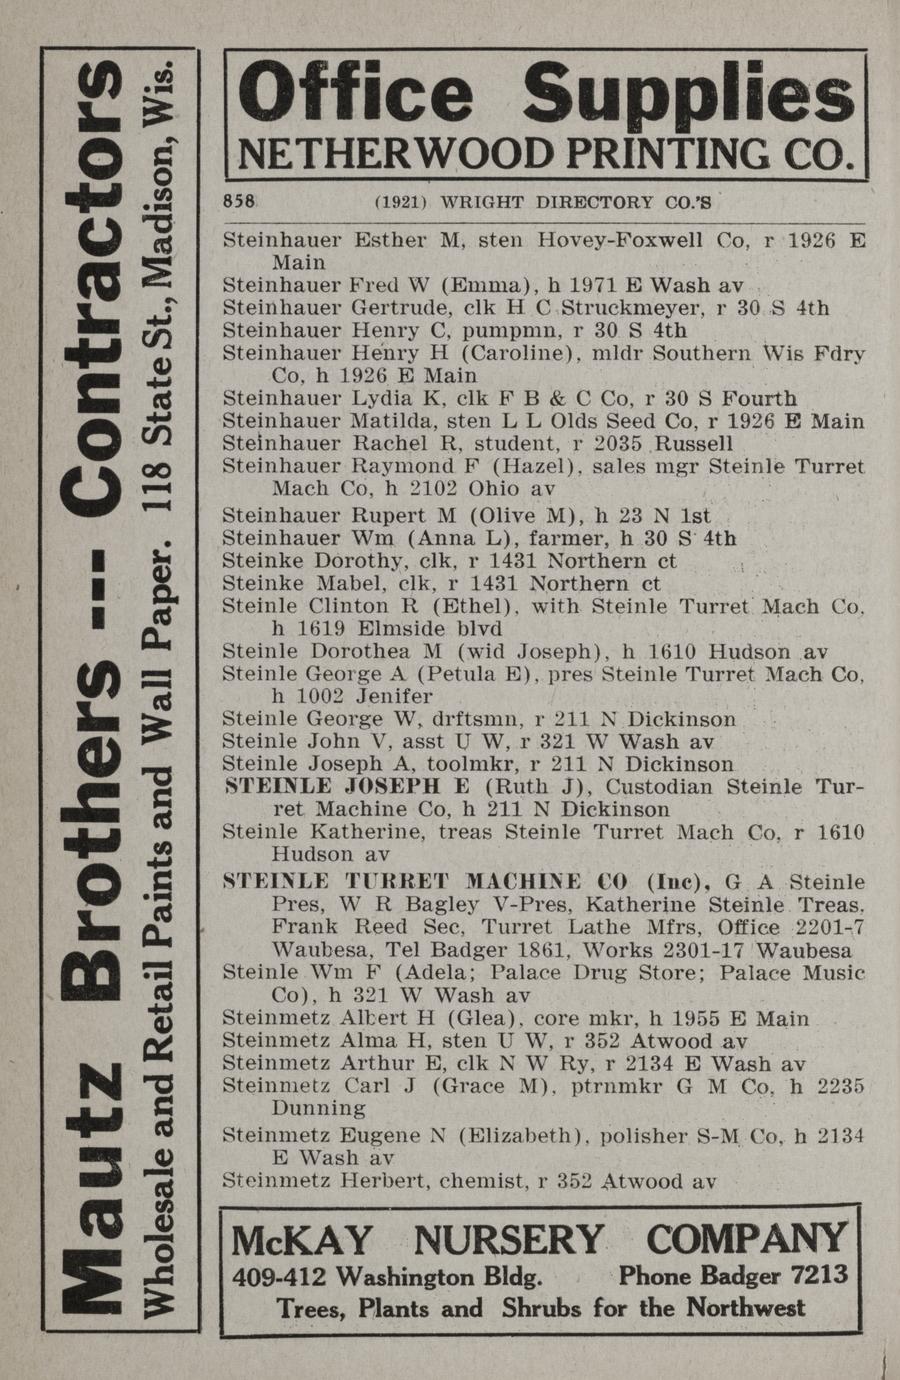 Mautz Brothers --- Contractors
Wholesale and Retail Paints and Wall Paper. 118 State St., Madison, Wis.
Office Supplies
NETHERWOOD PRINTING CO.
858 (1921) WRIGHT DIRECTORY CO.'S
Steinhauer Esther M, sten Hovey-Foxwell Co, r 1926 E
Main
Steinhauer Fred W (Emma), h 1971 E Wash av
Steinhauer Gertrude, clk H C Struckmeyer, r 30 S 4th
Steinhauer Henry C, pumpmn, r 30 S 4th
Steinhauer Henry H (Caroline), mldr Southern Wis Fdry
Co, h 1926 E Main
Steinhauer Lydia K, clk F B & C Co, r 30 S Fourth
Steinhauer Matilda, sten L L Olds Seed Co, r 1926 E Main
Steinhauer Rachel R, student, r 2035 Russell
Steinhauer Raymond F (Hazel), sales mgr Steinle Turret
Mach Co, h 2102 Ohio av
Steinhauer Rupert M (Olive M), h 23 N 1st
Steinhauer Wm (Anna L), farmer, h 30 S 4th
Steinke Dorothy, clk, r 1431 Northern ct
Steinke Mabel, clk, r 1431 Northern ct
Steinle Clinton R (Ethel), with Steinle Turret Mach Co,
h 1619 Elmside blvd
Steinle Dorothea M (wid Joseph), h 1610 Hudson av
Steinle George A (Petula E), pres Steinle Turret Mach Co,
h 1002 Jenifer
Steinle George W, drftsmn, r 211 N Dickinson
Steinle John V, asst U W, r 321 W Wash av
Steinle Joseph A, toolmkr, r 211 N Dickinson
STEINLE JOSEPH E (Ruth J), Custodian Steinle Tur-
ret Machine Co, h 211 N Dickinson
Steinle Katherine, treas Steinle Turret Mach Co, r 1610
Hudson av
STEINLE TURRET MACHINE CO (Inc), G A Steinle
Pres, W R Bagley V-Pres, Katherine Steinle Treas,
Frank Reed Sec, Turret Lathe Mfrs, Office 2201-7
Waubesa, Tel Badger 1861, Works 2301-17 Waubesa
Steinle Wm F (Adela; Palace Drug Store; Palace Music
Co), h 321 W Wash av
Steinmetz Albert H (Glea), core mkr, h 1955 E Main
Steinmetz Alma H, sten U W, r 352 Atwood av
Steinmetz Arthur E, clk N W Ry, r 2134 E Wash av
Steinmetz Carl J (Grace M), ptrnmkr G M Co, h 2235
Dunning
Steinmetz Eugene N (Elizabeth), polisher S-M Co, h 2134
E Wash av
Steinmetz Herbert, chemist, r 352 Atwood av
McKAY NURSERY COMPANY
409-412 Washington Bldg. Phone Badger 7213
Trees, Plants and Shrubs for the Northwest